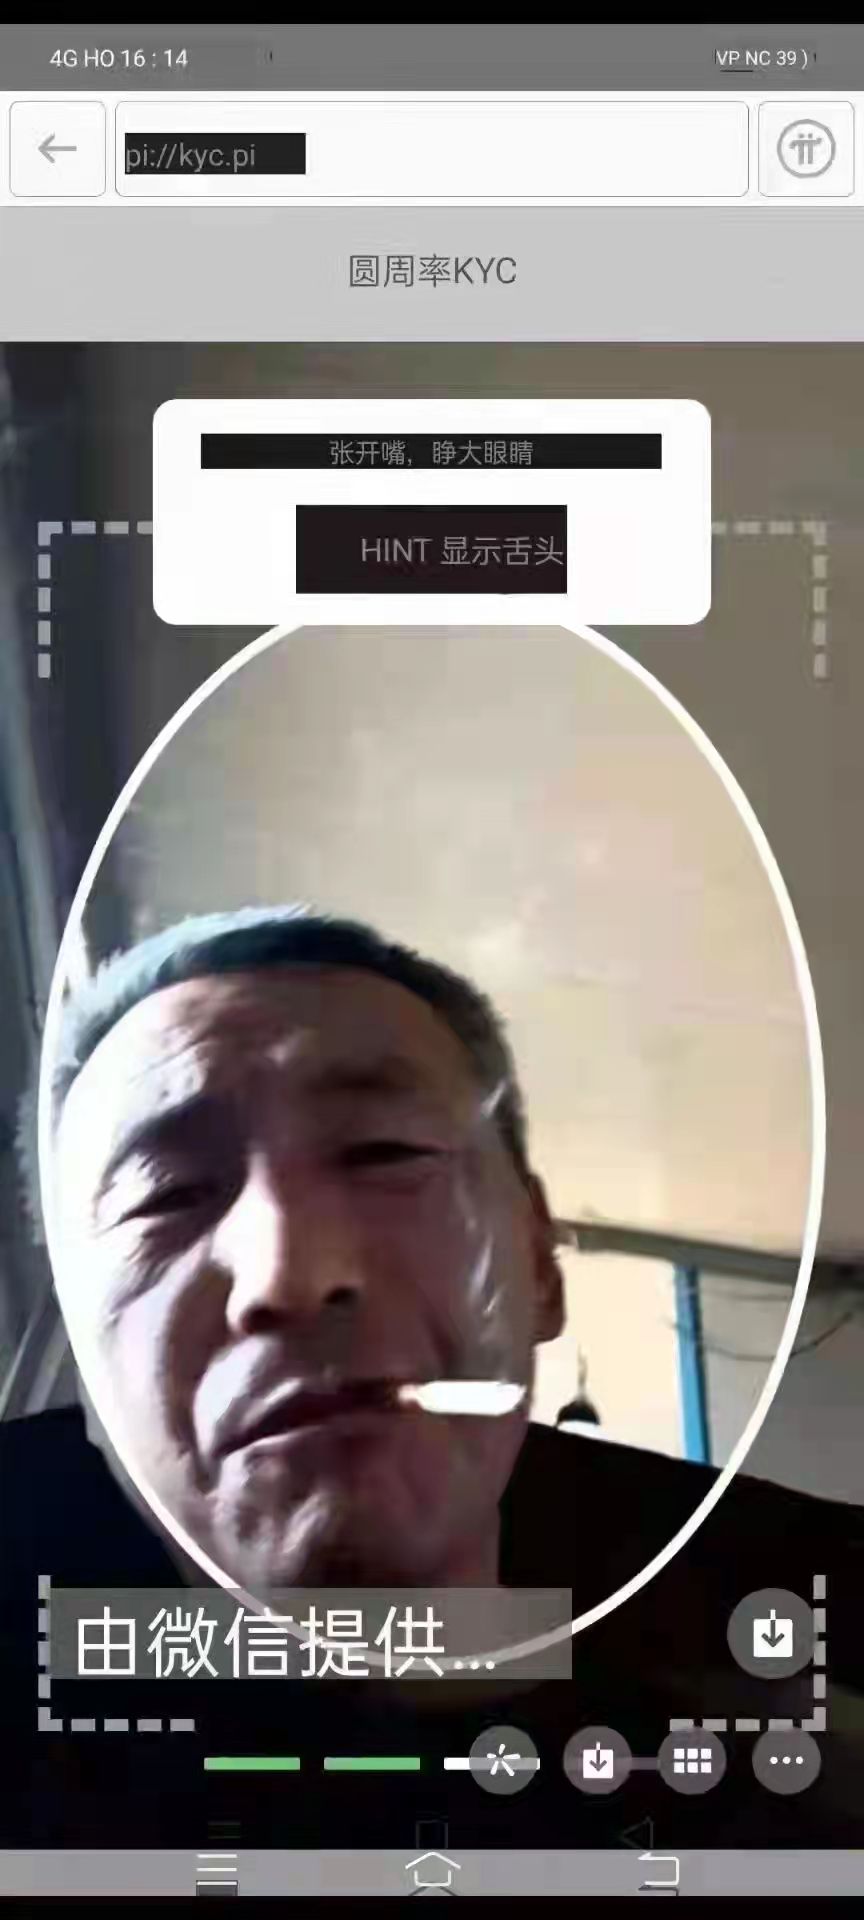 4G HO 16 : 14
VP NC 39 )
pi://kyc.pi
圆周率KYC
张开嘴，睁大眼睛
HINT 显示舌头
由微信提供...